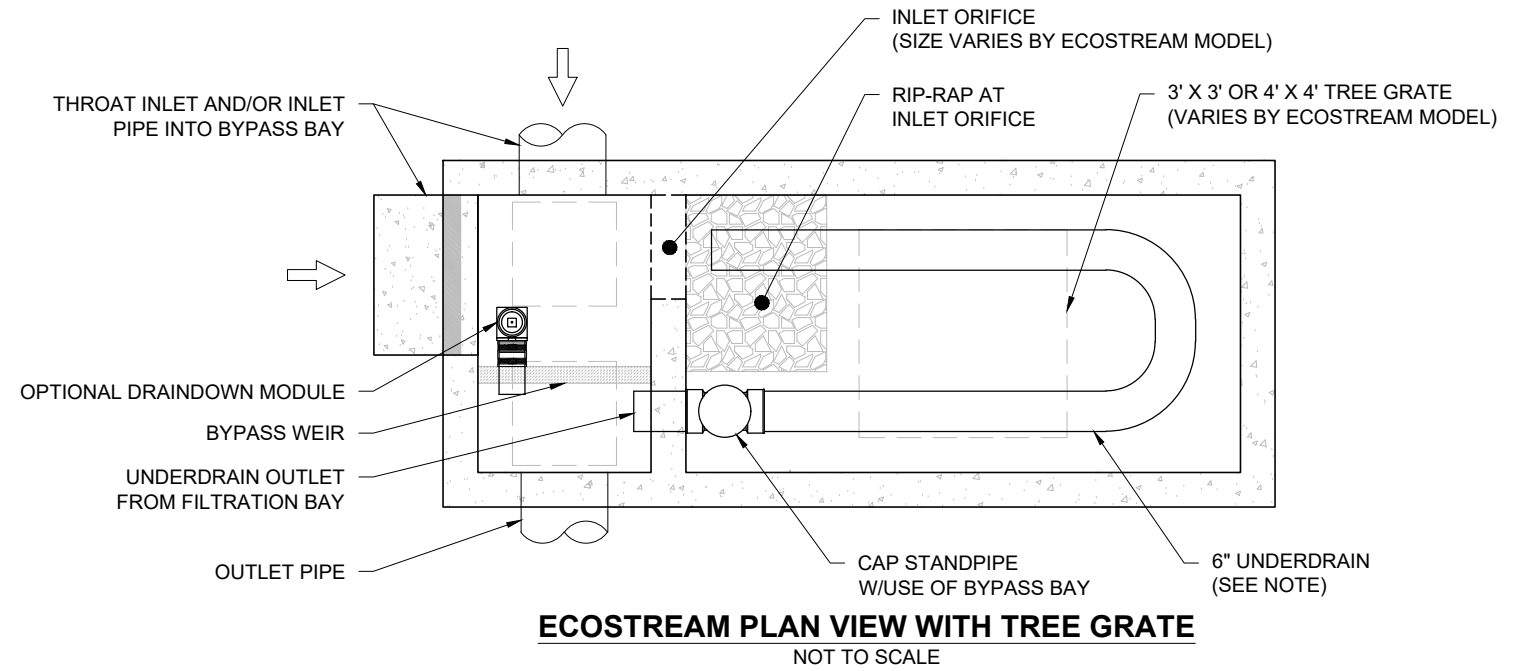 INLET ORIFICE
(SIZE VARIES BY ECOSTREAM MODEL)
THROAT INLET AND/OR INLET
PIPE INTO BYPASS BAY
RIP-RAP AT
INLET ORIFICE
3' X 3' OR 4' X 4' TREE GRATE
(VARIES BY ECOSTREAM MODEL)
OPTIONAL DRAINDOWN MODULE
BYPASS WEIR
UNDERDRAIN OUTLET
FROM FILTRATION BAY
OUTLET PIPE
CAP STANDPIPE
W/USE OF BYPASS BAY
6" UNDERDRAIN
(SEE NOTE)
ECOSTREAM PLAN VIEW WITH TREE GRATE
NOT TO SCALE